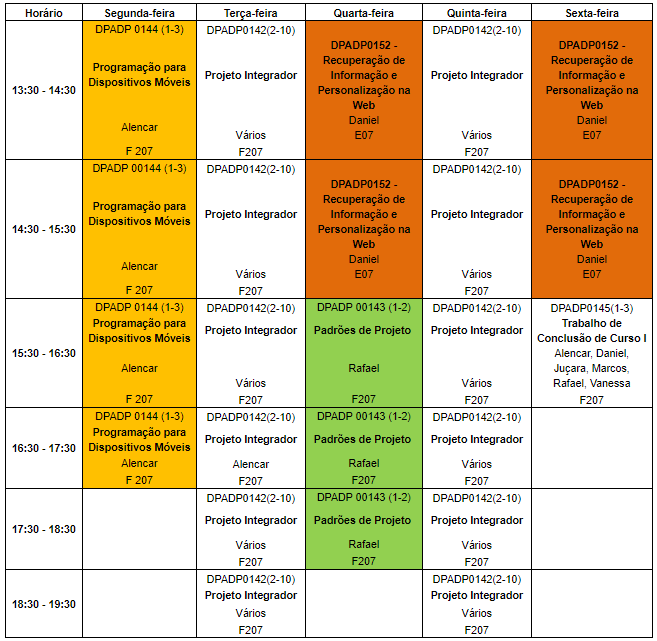 Horário Segunda-feira Terça-feira Quarta-feira Quinta-feira Sexta-feira
13:30 - 14:30
DPADP 0144 (1-3)
Programação para
Dispositivos Móveis
Alencar
F 207
DPADP0142(2-10)
Projeto Integrador
Vários
F207
DPADP0152 -
Recuperação de
Informação e
Personalização na
Web
Daniel
E07
DPADP0142(2-10)
Projeto Integrador
Vários
F207
DPADP0152 -
Recuperação de
Informação e
Personalização na
Web
Daniel
E07
14:30 - 15:30
DPADP 00144 (1-3)
Programação para
Dispositivos Móveis
Alencar
F 207
DPADP0142(2-10)
Projeto Integrador
Vários
F207
DPADP0152 -
Recuperação de
Informação e
Personalização na
Web
Daniel
E07
DPADP0142(2-10)
Projeto Integrador
Vários
F207
DPADP0152 -
Recuperação de
Informação e
Personalização na
Web
Daniel
E07
15:30 - 16:30
DPADP 0144 (1-3)
Programação para
Dispositivos Móveis
Alencar
F 207
DPADP0142(2-10)
Projeto Integrador
Vários
F207
DPADP 00143 (1-2)
Padrões de Projeto
Rafael
F207
DPADP0142(2-10)
Projeto Integrador
Vários
F207
DPADP0145(1-3)
Trabalho de
Conclusão de Curso I
Alencar, Daniel,
Juçara, Marcos,
Rafael, Vanessa
F207
16:30 - 17:30
DPADP 0144 (1-3)
Programação para
Dispositivos Móveis
Alencar
F 207
DPADP0142(2-10)
Projeto Integrador
Alencar
F207
DPADP 00143 (1-2)
Padrões de Projeto
Rafael
F207
DPADP0142(2-10)
Projeto Integrador
Vários
F207
17:30 - 18:30
DPADP0142(2-10)
Projeto Integrador
Vários
F207
DPADP 00143 (1-2)
Padrões de Projeto
Rafael
F207
DPADP0142(2-10)
Projeto Integrador
Vários
F207
18:30 - 19:30
DPADP0142(2-10)
Projeto Integrador
Vários
F207
DPADP0142(2-10)
Projeto Integrador
Vários
F207